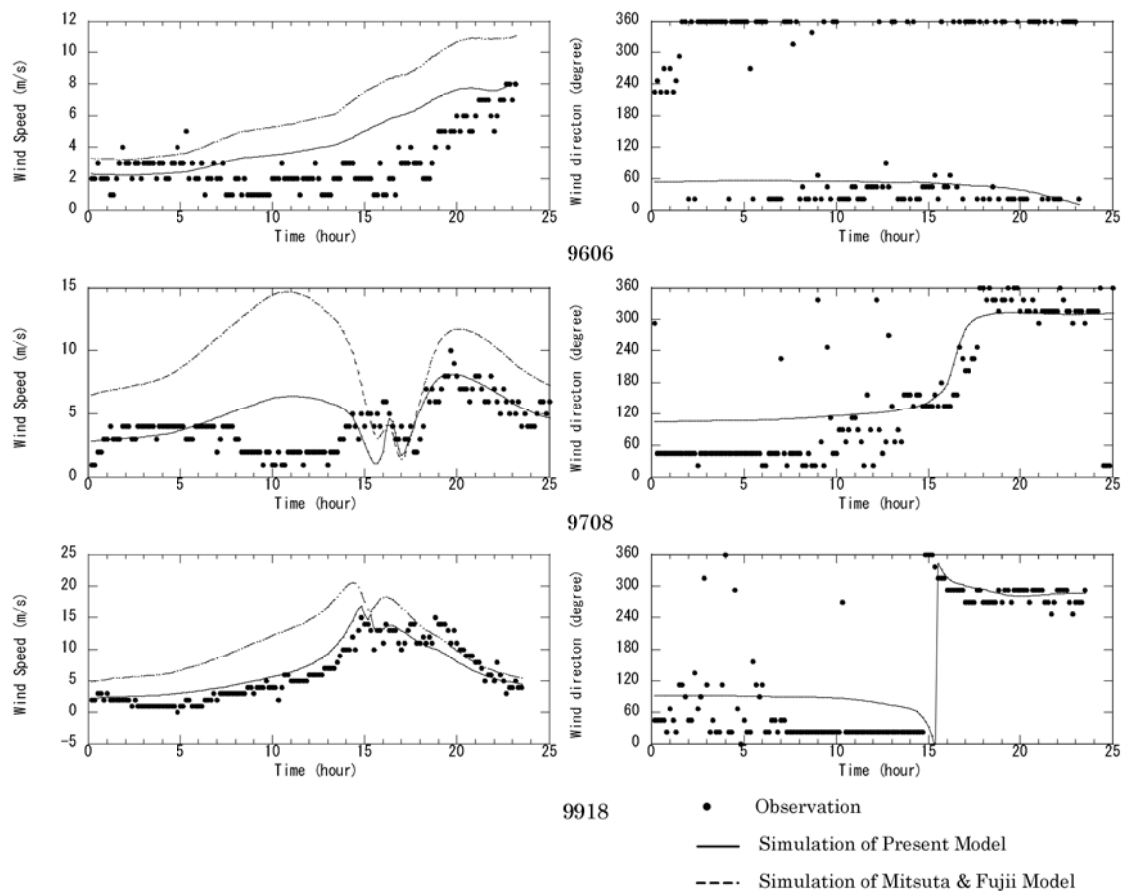 12
10
8
6
4
2
0
Wind Speed (m/s)
0 5 10 15 20 25
Time (hour)
360
300
240
180
120
60
0
Wind directon (degree)
0 5 10 15 20 25
Time (hour)
9606
15
10
5
0
Wind Speed (m/s)
0 5 10 15 20 25
Time (hour)
360
300
240
180
120
60
0
Wind directon (degree)
0 5 10 15 20 25
Time (hour)
9708
25
20
15
10
5
0
-5
Wind Speed (m/s)
0 5 10 15 20 25
Time (hour)
360
300
240
180
120
60
0
Wind directon (degree)
0 5 10 15 20 25
Time (hour)
9918
Observation
Simulation of Present Model
Simulation of Mitsuta & Fujii Model